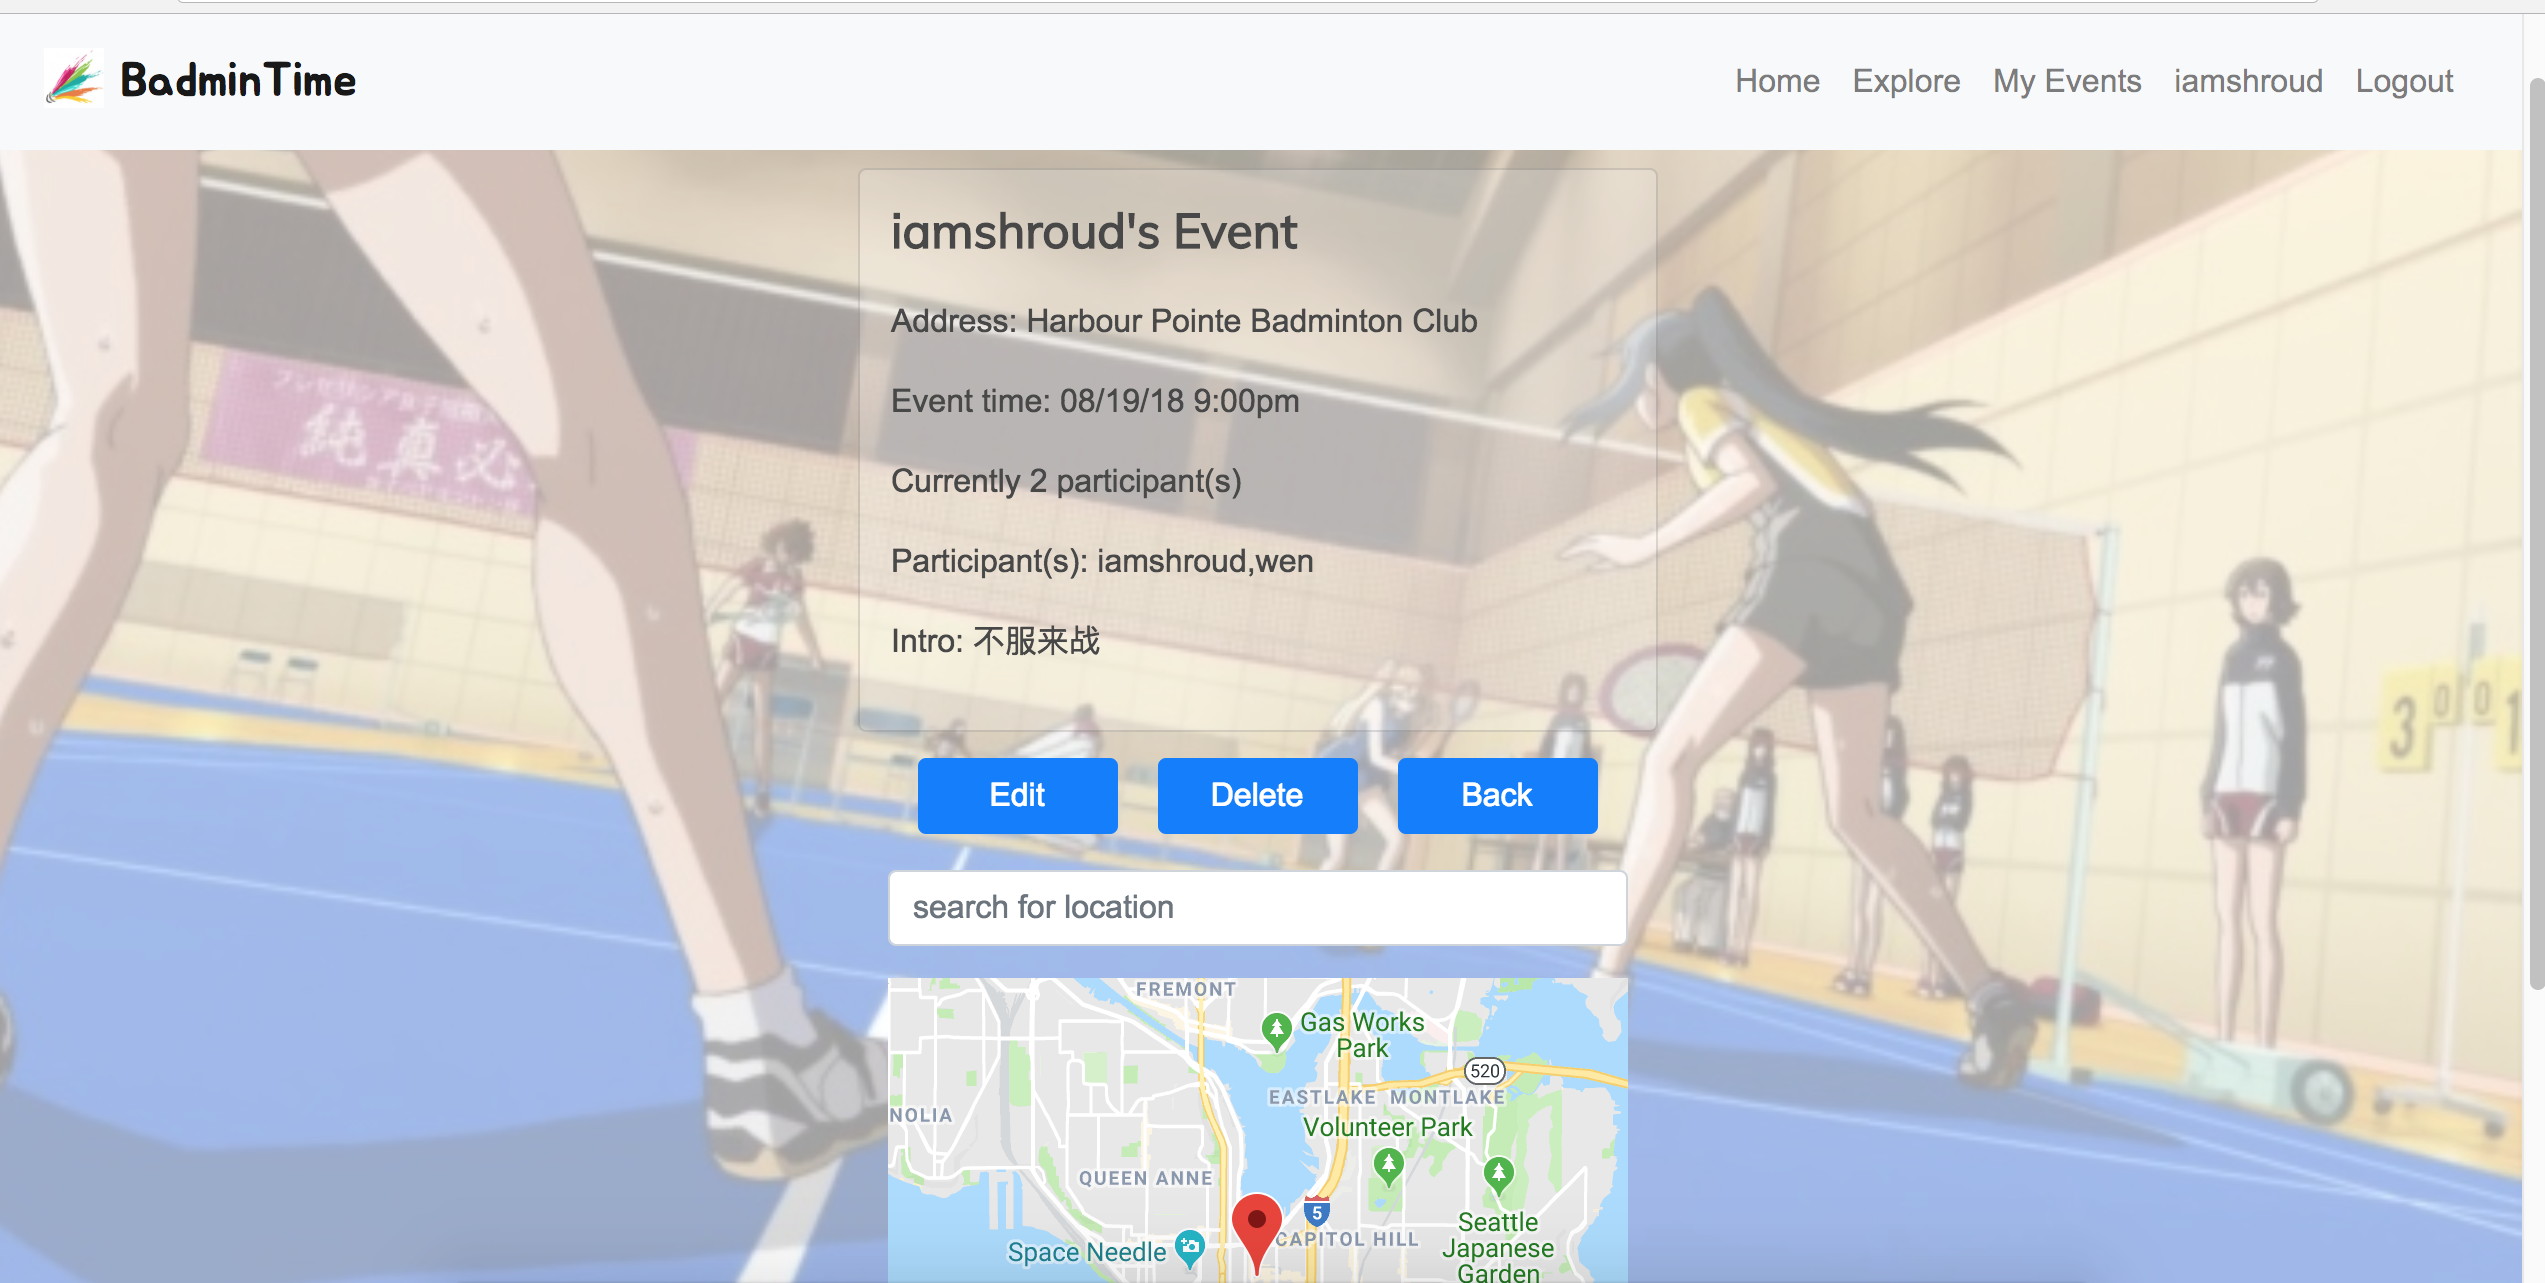 BadminTime
Home Explore My Events iamshroud Logout
iamshroud's Event
Address: Harbour Pointe Badminton Club
Event time: 08/19/18 9:00pm
Currently 2 participant(s)
Participant(s): iamshroud,wen
Intro: 不服来战
純真必
3 0 0 1
Edit Delete Back
search for location
FREMONT
Gas Works
Park
520
EASTLAKE MONTLAKE
NOLIA
Volunteer Park
QUEEN ANNE
5
CAPITOL HILL
Space Needle
Seattle
Japanese
Garden